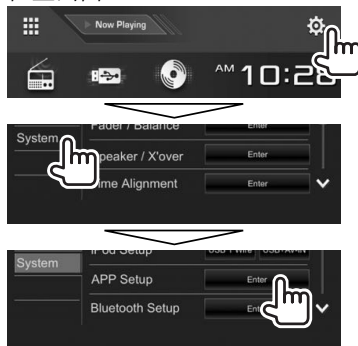 Now Playing
AM 10:28
Fader / Balance Enter
System
Speaker / X'over Enter
Time Alignment Enter
iPod Setup USB 1 Wire USB+AV-IN
System
APP Setup Enter
Bluetooth Setup Enter